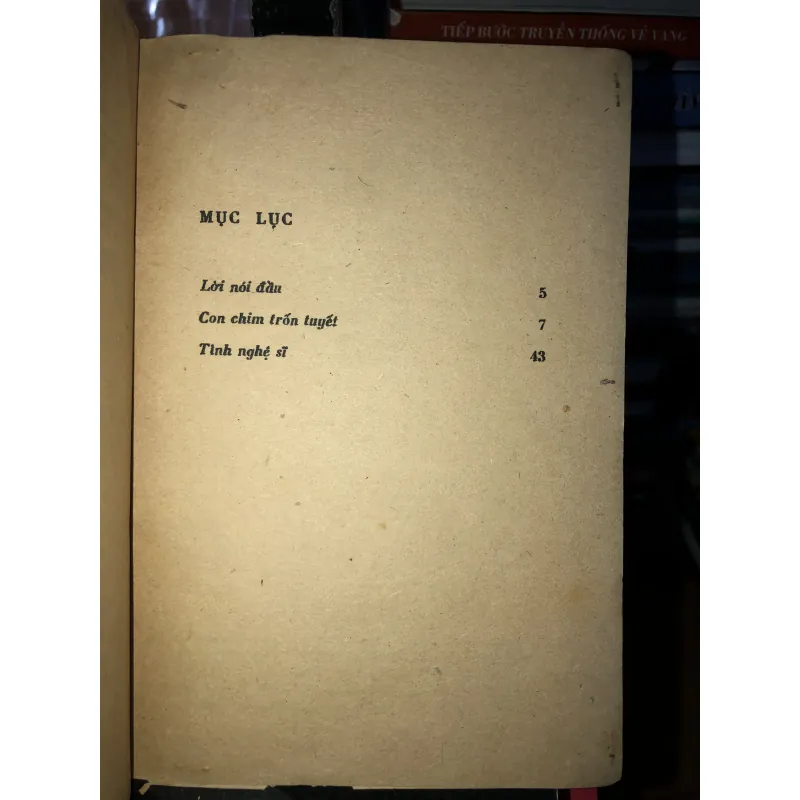 TIẾP BƯỚC TRUYỀN THỐNG VẺ VANG
MỤC LỤC
Lời nói đầu 5
Con chim trốn tuyết 7
Tình nghệ sĩ 43